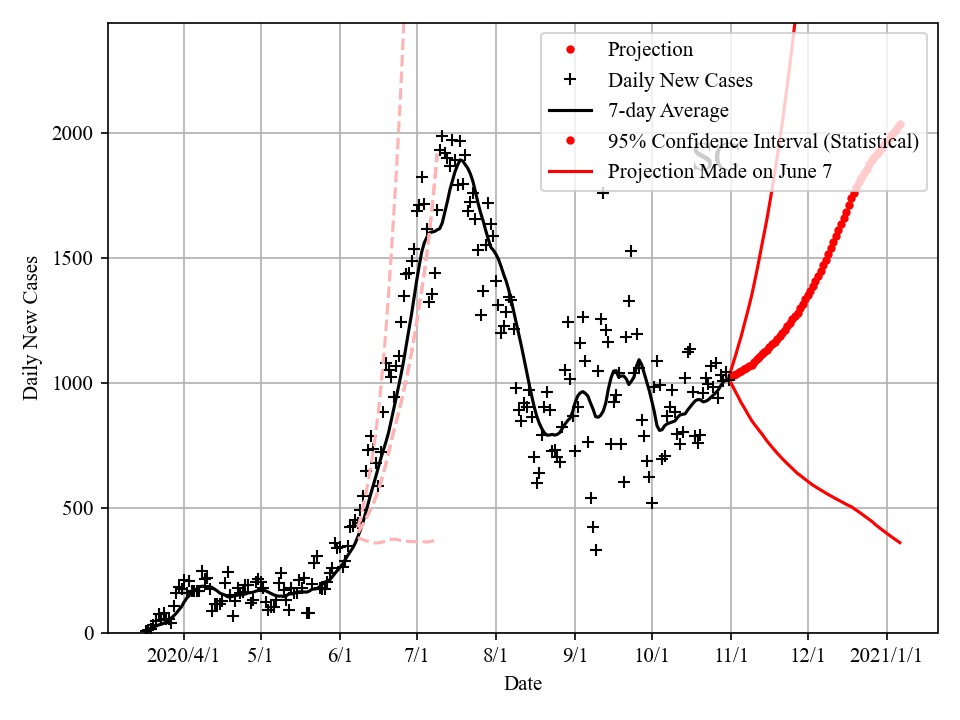 Projection
Daily New Cases
7-day Average
95% Confidence Interval (Statistical)
SC
Projection Made on June 7
Daily New Cases
2000
1500
1000
500
0
2020/4/1 5/1 6/1 7/1 8/1 9/1 10/1 11/1 12/1 2021/1/1
Date